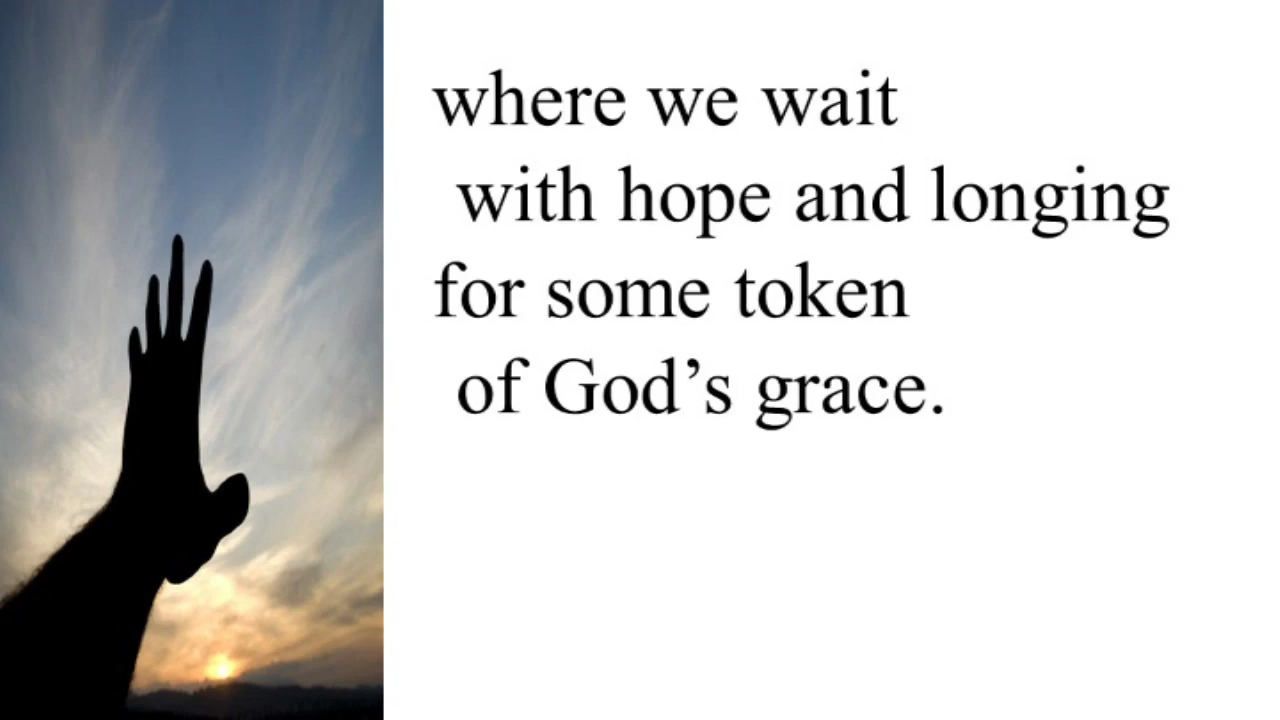 where we wait
with hope and longing
for some token
of God’s grace.